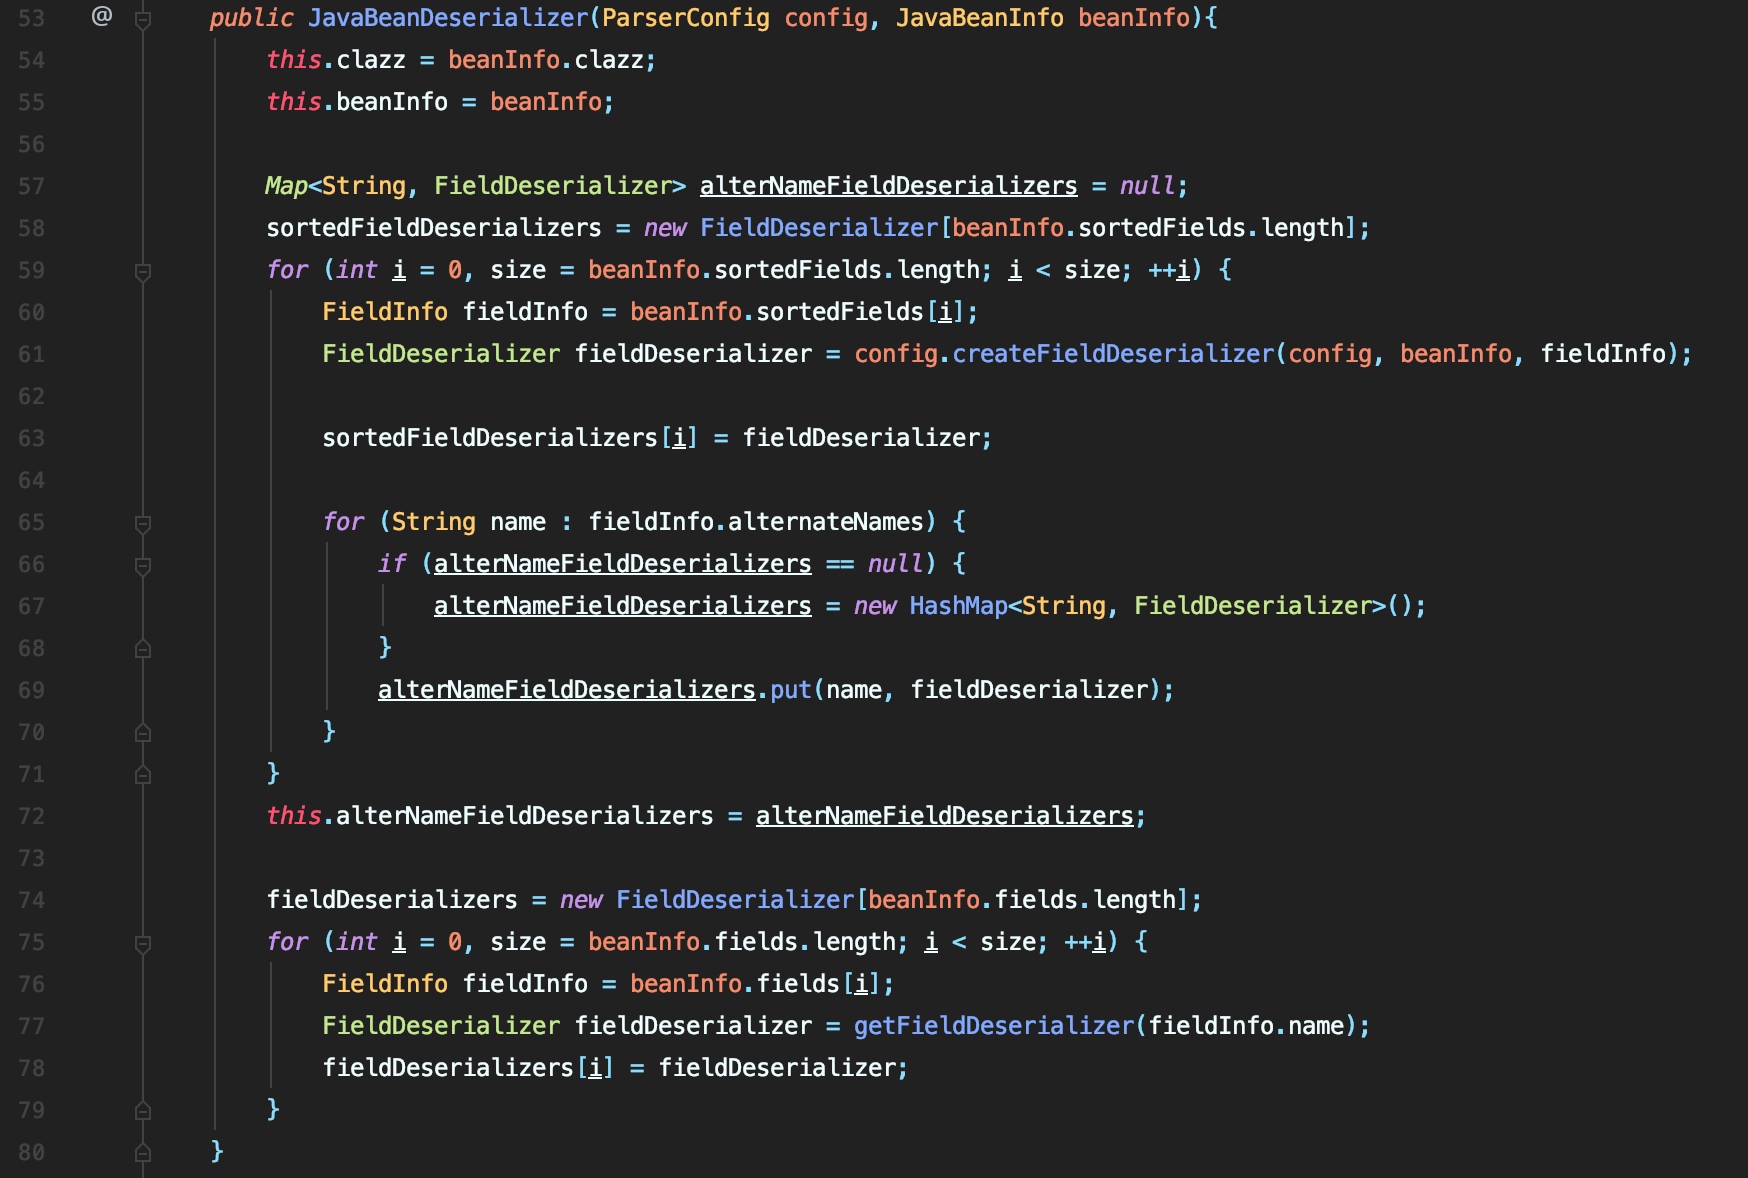 53 @ public JavaBeanDeserializer(ParserConfig config, JavaBeanInfo beanInfo){
54 this.clazz = beanInfo.clazz;
55 this.beanInfo = beanInfo;
56
57 Map<String, FieldDeserializer> alterNameFieldDeserializers = null;
58 sortedFieldDeserializers = new FieldDeserializer[beanInfo.sortedFields.length];
59 for (int i = 0, size = beanInfo.sortedFields.length; i < size; ++i) {
60 FieldInfo fieldInfo = beanInfo.sortedFields[i];
61 FieldDeserializer fieldDeserializer = config.createFieldDeserializer(config, beanInfo, fieldInfo);
62
63 sortedFieldDeserializers[i] = fieldDeserializer;
64
65 for (String name : fieldInfo.alternateNames) {
66 if (alterNameFieldDeserializers == null) {
67 alterNameFieldDeserializers = new HashMap<String, FieldDeserializer>();
68 }
69 alterNameFieldDeserializers.put(name, fieldDeserializer);
70 }
71 }
72 this.alterNameFieldDeserializers = alterNameFieldDeserializers;
73
74 fieldDeserializers = new FieldDeserializer[beanInfo.fields.length];
75 for (int i = 0, size = beanInfo.fields.length; i < size; ++i) {
76 FieldInfo fieldInfo = beanInfo.fields[i];
77 FieldDeserializer fieldDeserializer = getFieldDeserializer(fieldInfo.name);
78 fieldDeserializers[i] = fieldDeserializer;
79 }
80 }